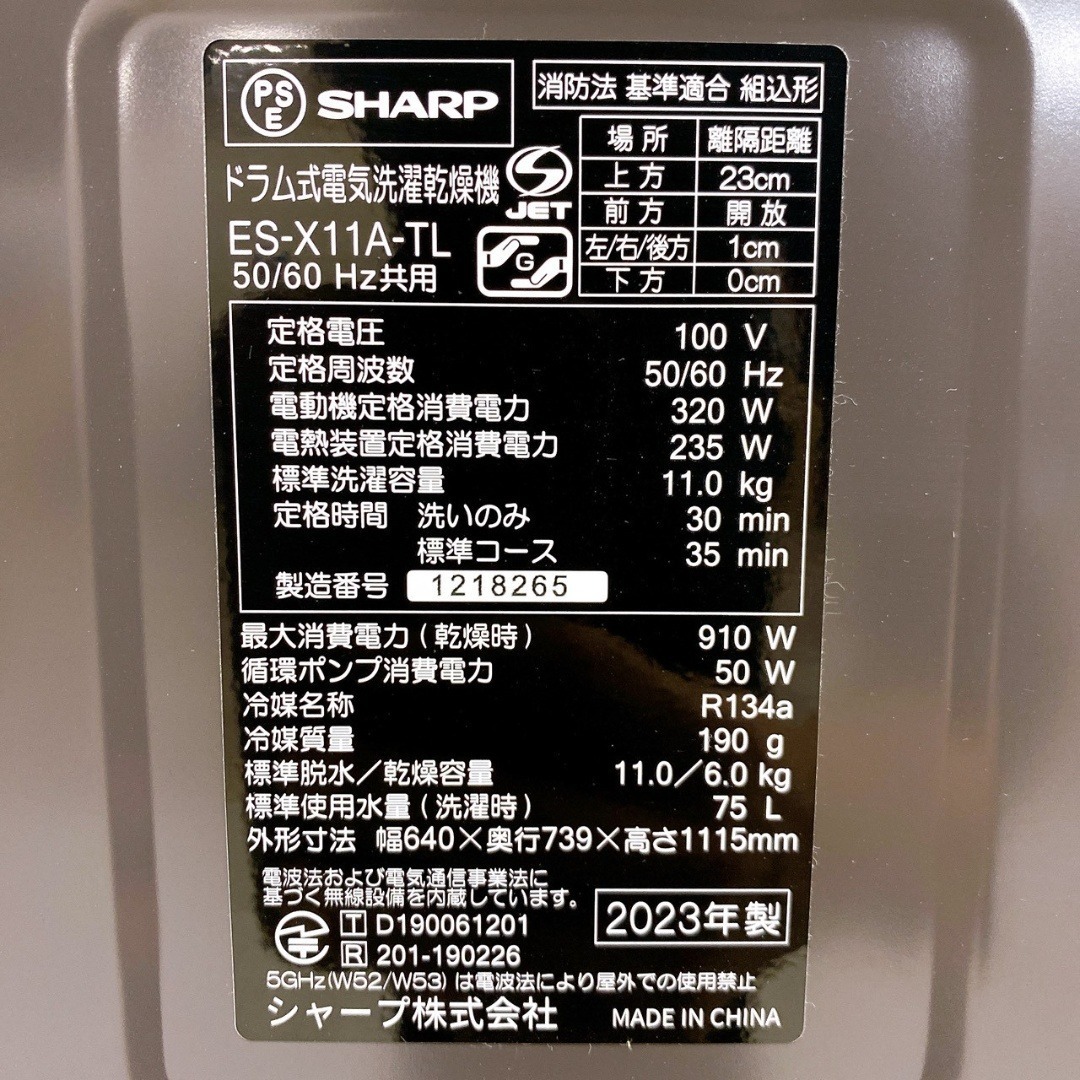 PSE SHARP
消防法 基準適合 組込形
場所 離隔距離
上方 23cm
前方 開放
左/右/後方 1cm
下方 0cm
ドラム式電気洗濯乾燥機
JET
ES-X11A-TL
G
50/60 Hz共用
定格電圧 100 V
定格周波数 50/60 Hz
電動機定格消費電力 320 W
電熱装置定格消費電力 235 W
標準洗濯容量 11.0 kg
定格時間 洗いのみ 30 min
標準コース 35 min
製造番号 1218265
最大消費電力(乾燥時) 910 W
循環ポンプ消費電力 50 W
冷媒名称 R134a
冷媒質量 190 g
標準脱水/乾燥容量 11.0/6.0 kg
標準使用水量(洗濯時) 75 L
外形寸法 幅640×奥行739×高さ1115mm
電波法および電気通信事業法に
基づく無線設備を内蔵しています。
T D190061201
R 201-190226
2023年製
5GHz(W52/W53)は電波法により屋外での使用禁止
シャープ株式会社 MADE IN CHINA